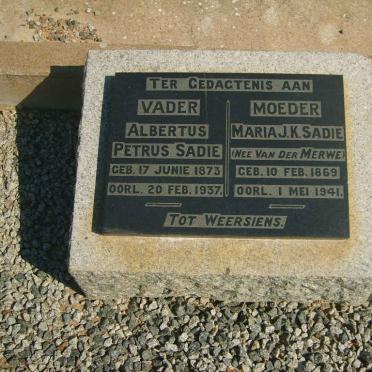 TER GEDAGTENIS AAN
VADER
ALBERTUS
PETRUS SADIE
GEB. 17 JUNIE 1873
OORL. 20 FEB. 1937.
MOEDER
MARIA J.K. SADIE
(NEE VAN DER MERWE)
GEB. 10 FEB. 1869
OORL. 1 MEI 1941.
TOT WEERSIENS.